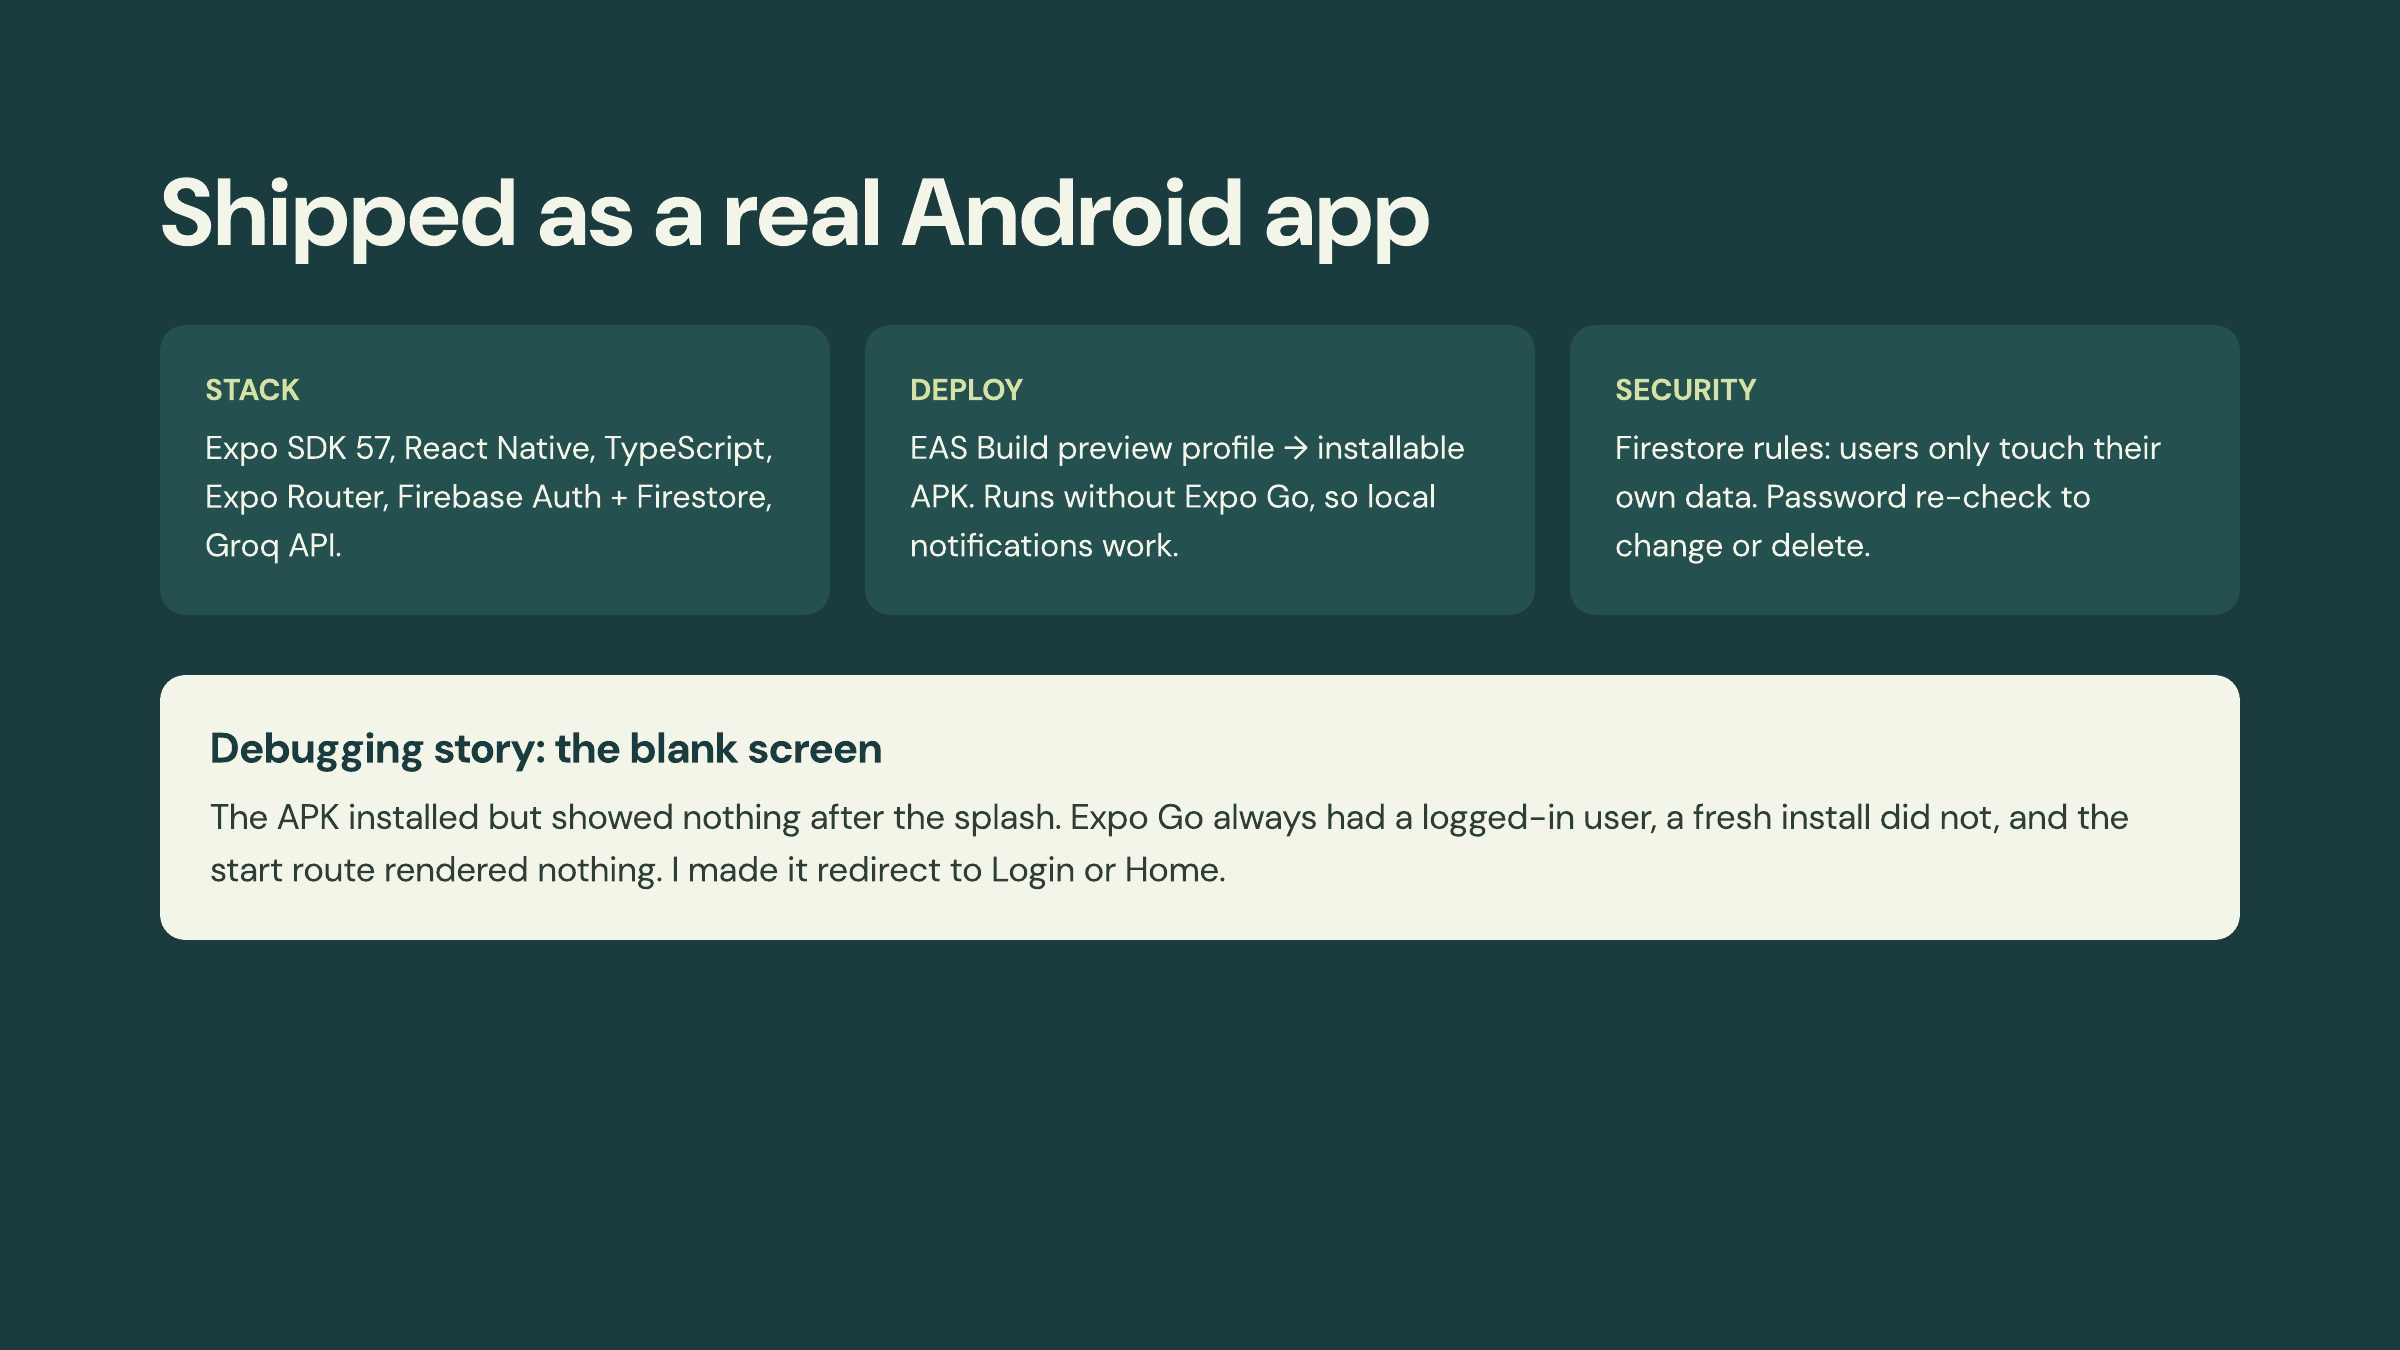 Shipped as a real Android app
STACK
Expo SDK 57, React Native, TypeScript,
Expo Router, Firebase Auth + Firestore,
Groq API.
DEPLOY
EAS Build preview profile → installable
APK. Runs without Expo Go, so local
notifications work.
SECURITY
Firestore rules: users only touch their
own data. Password re-check to
change or delete.
Debugging story: the blank screen
The APK installed but showed nothing after the splash. Expo Go always had a logged-in user, a fresh install did not, and the
start route rendered nothing. I made it redirect to Login or Home.